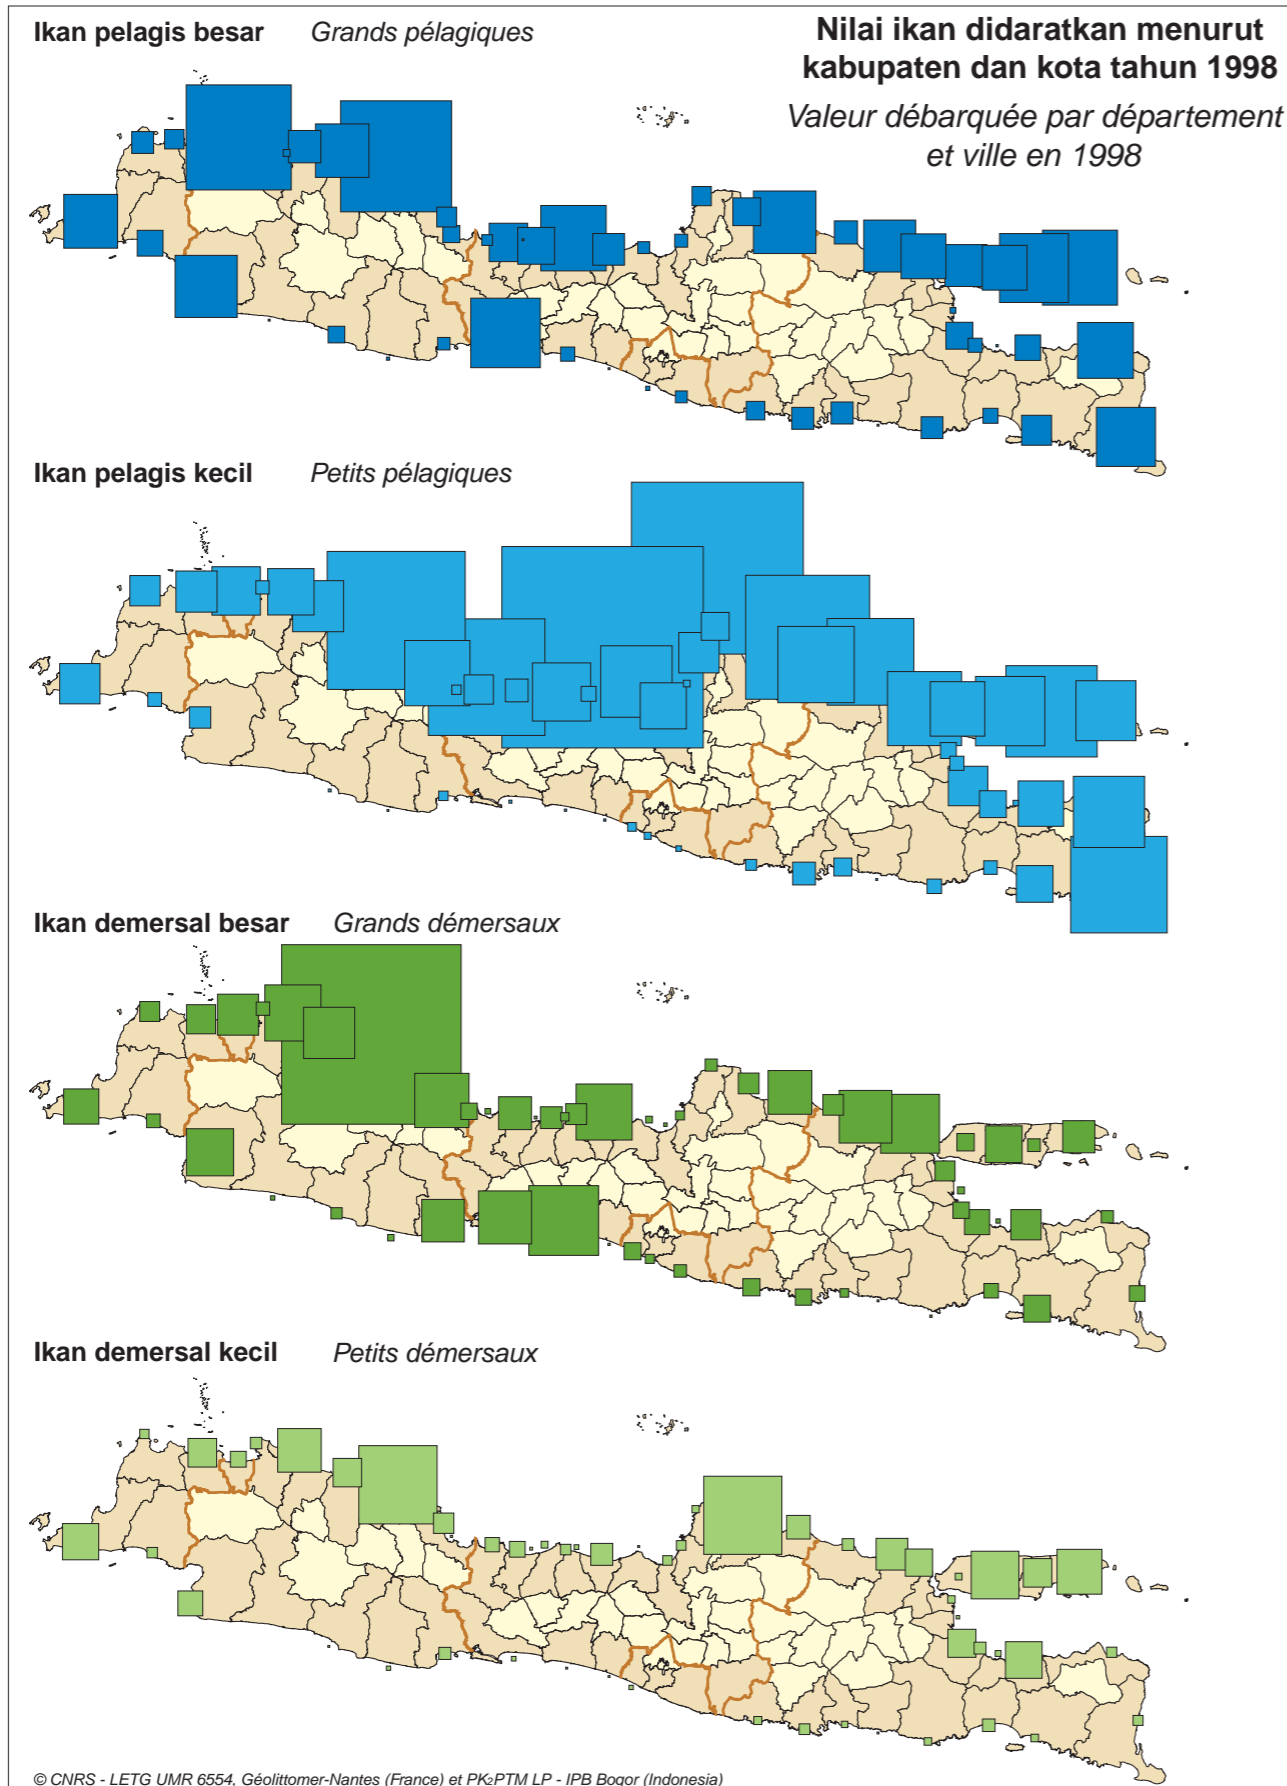 Ikan pelagis besar Grands pélagiques
Nilai ikan didaratkan menurut
kabupaten dan kota tahun 1998
Valeur débarquée par département
et ville en 1998
Ikan pelagis kecil Petits pélagiques
Ikan demersal besar Grands démersaux
Ikan demersal kecil Petits démersaux
© CNRS - LETG UMR 6554, Géolittomer-Nantes (France) et PK2PTM LP - IPB Bogor (Indonesia)